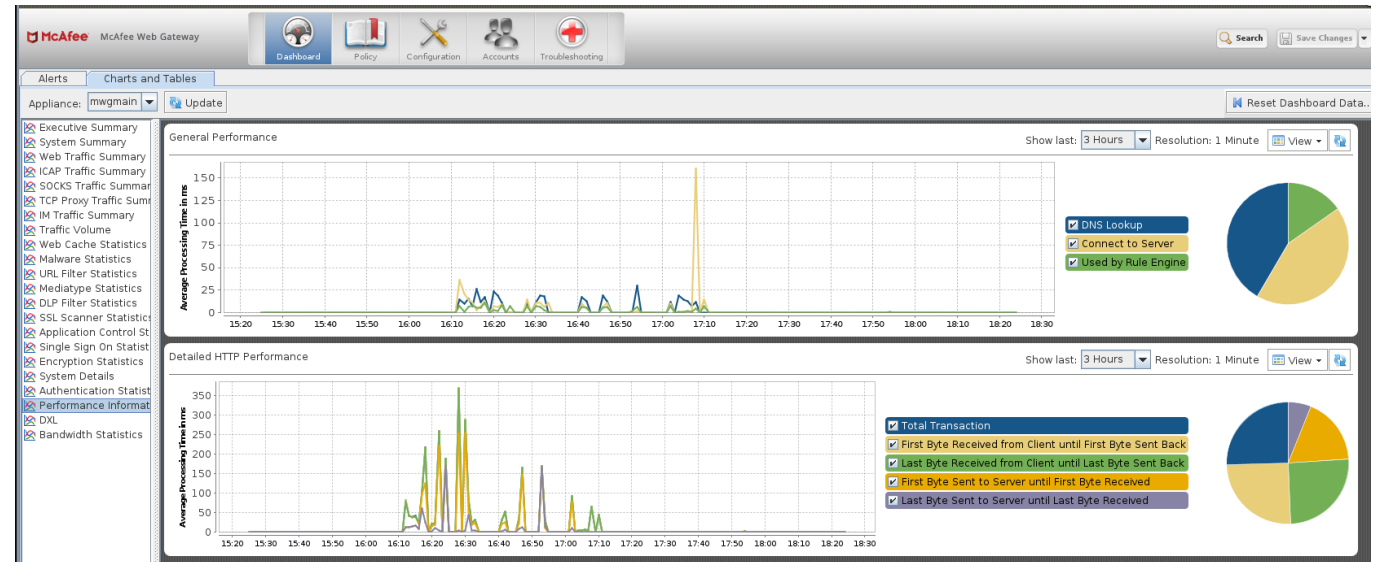 McAfee McAfee Web Gateway
Dashboard Policy Configuration Accounts Troubleshooting
Search Save Changes
Alerts Charts and Tables
Appliance: mwgmain Update Reset Dashboard Data...
Executive Summary
System Summary
Web Traffic Summary
ICAP Traffic Summary
SOCKS Traffic Summar
TCP Proxy Traffic Sum
IM Traffic Summary
Traffic Volume
Web Cache Statistics
Malware Statistics
URL Filter Statistics
Mediatype Statistics
DLP Filter Statistics
SSL Scanner Statistics
Application Control St
Single Sign On Statist
Encryption Statistics
System Details
Authentication Statist
Performance Informat
DXL
Bandwidth Statistics
General Performance
Show last: 3 Hours Resolution: 1 Minute View
Average Processing Time in ms
150
125
100
75
50
25
0
15:20 15:30 15:40 15:50 16:00 16:10 16:20 16:30 16:40 16:50 17:00 17:10 17:20 17:30 17:40 17:50 18:00 18:10 18:20 18:30
DNS Lookup
Connect to Server
Used by Rule Engine
Detailed HTTP Performance
Show last: 3 Hours Resolution: 1 Minute View
Average Processing Time in ms
350
300
250
200
150
100
50
0
15:20 15:30 15:40 15:50 16:00 16:10 16:20 16:30 16:40 16:50 17:00 17:10 17:20 17:30 17:40 17:50 18:00 18:10 18:20 18:30
Total Transaction
First Byte Received from Client until First Byte Sent Back
Last Byte Received from Client until Last Byte Sent Back
First Byte Sent to Server until First Byte Received
Last Byte Sent to Server until Last Byte Received